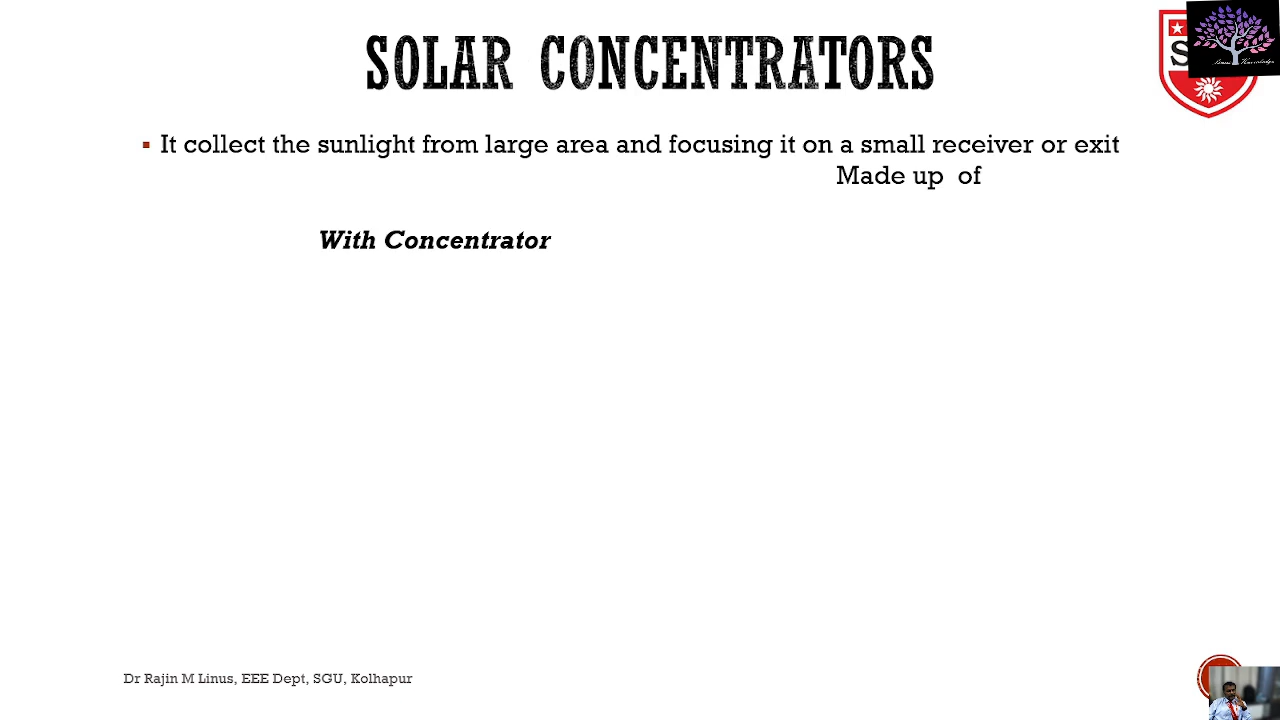 SOLAR CONCENTRATORS
It collect the sunlight from large area and focusing it on a small receiver or exit
Made up of
With Concentrator
Dr Rajin M Linus, EEE Dept, SGU, Kolhapur